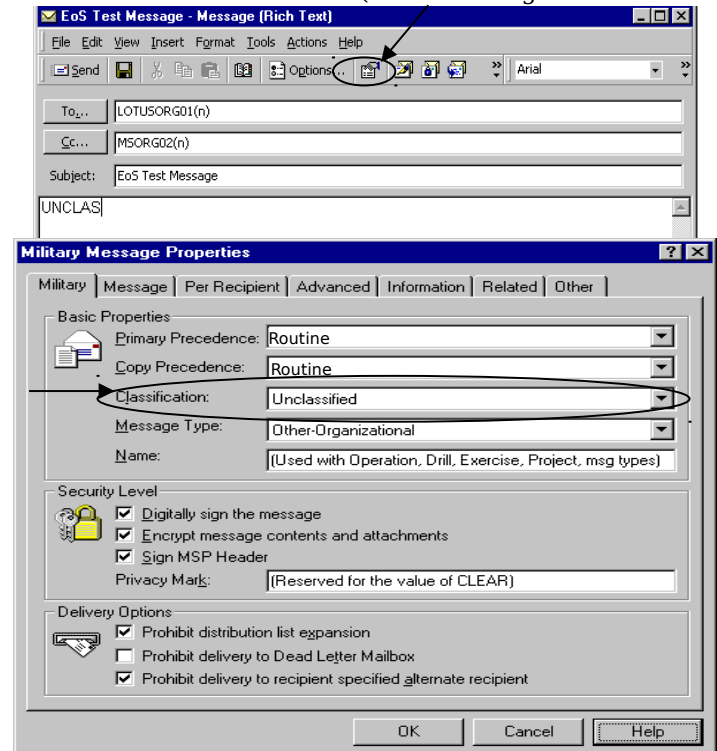 EoS Test Message - Message (Rich Text)
File Edit View Insert Format Tools Actions Help
Send Options... Arial
To... LOTUSORG01(n)
Cc... MSORG02(n)
Subject: EoS Test Message
UNCLAS
Military Message Properties
Military Message Per Recipient Advanced Information Related Other
Basic Properties
Primary Precedence: Routine
Copy Precedence: Routine
Classification: Unclassified
Message Type: Other-Organizational
Name: (Used with Operation, Drill, Exercise, Project, msg types)
Security Level
Digitally sign the message
Encrypt message contents and attachments
Sign MSP Header
Privacy Mark: (Reserved for the value of CLEAR)
Delivery Options
Prohibit distribution list expansion
Prohibit delivery to Dead Letter Mailbox
Prohibit delivery to recipient specified alternate recipient
OK Cancel Help